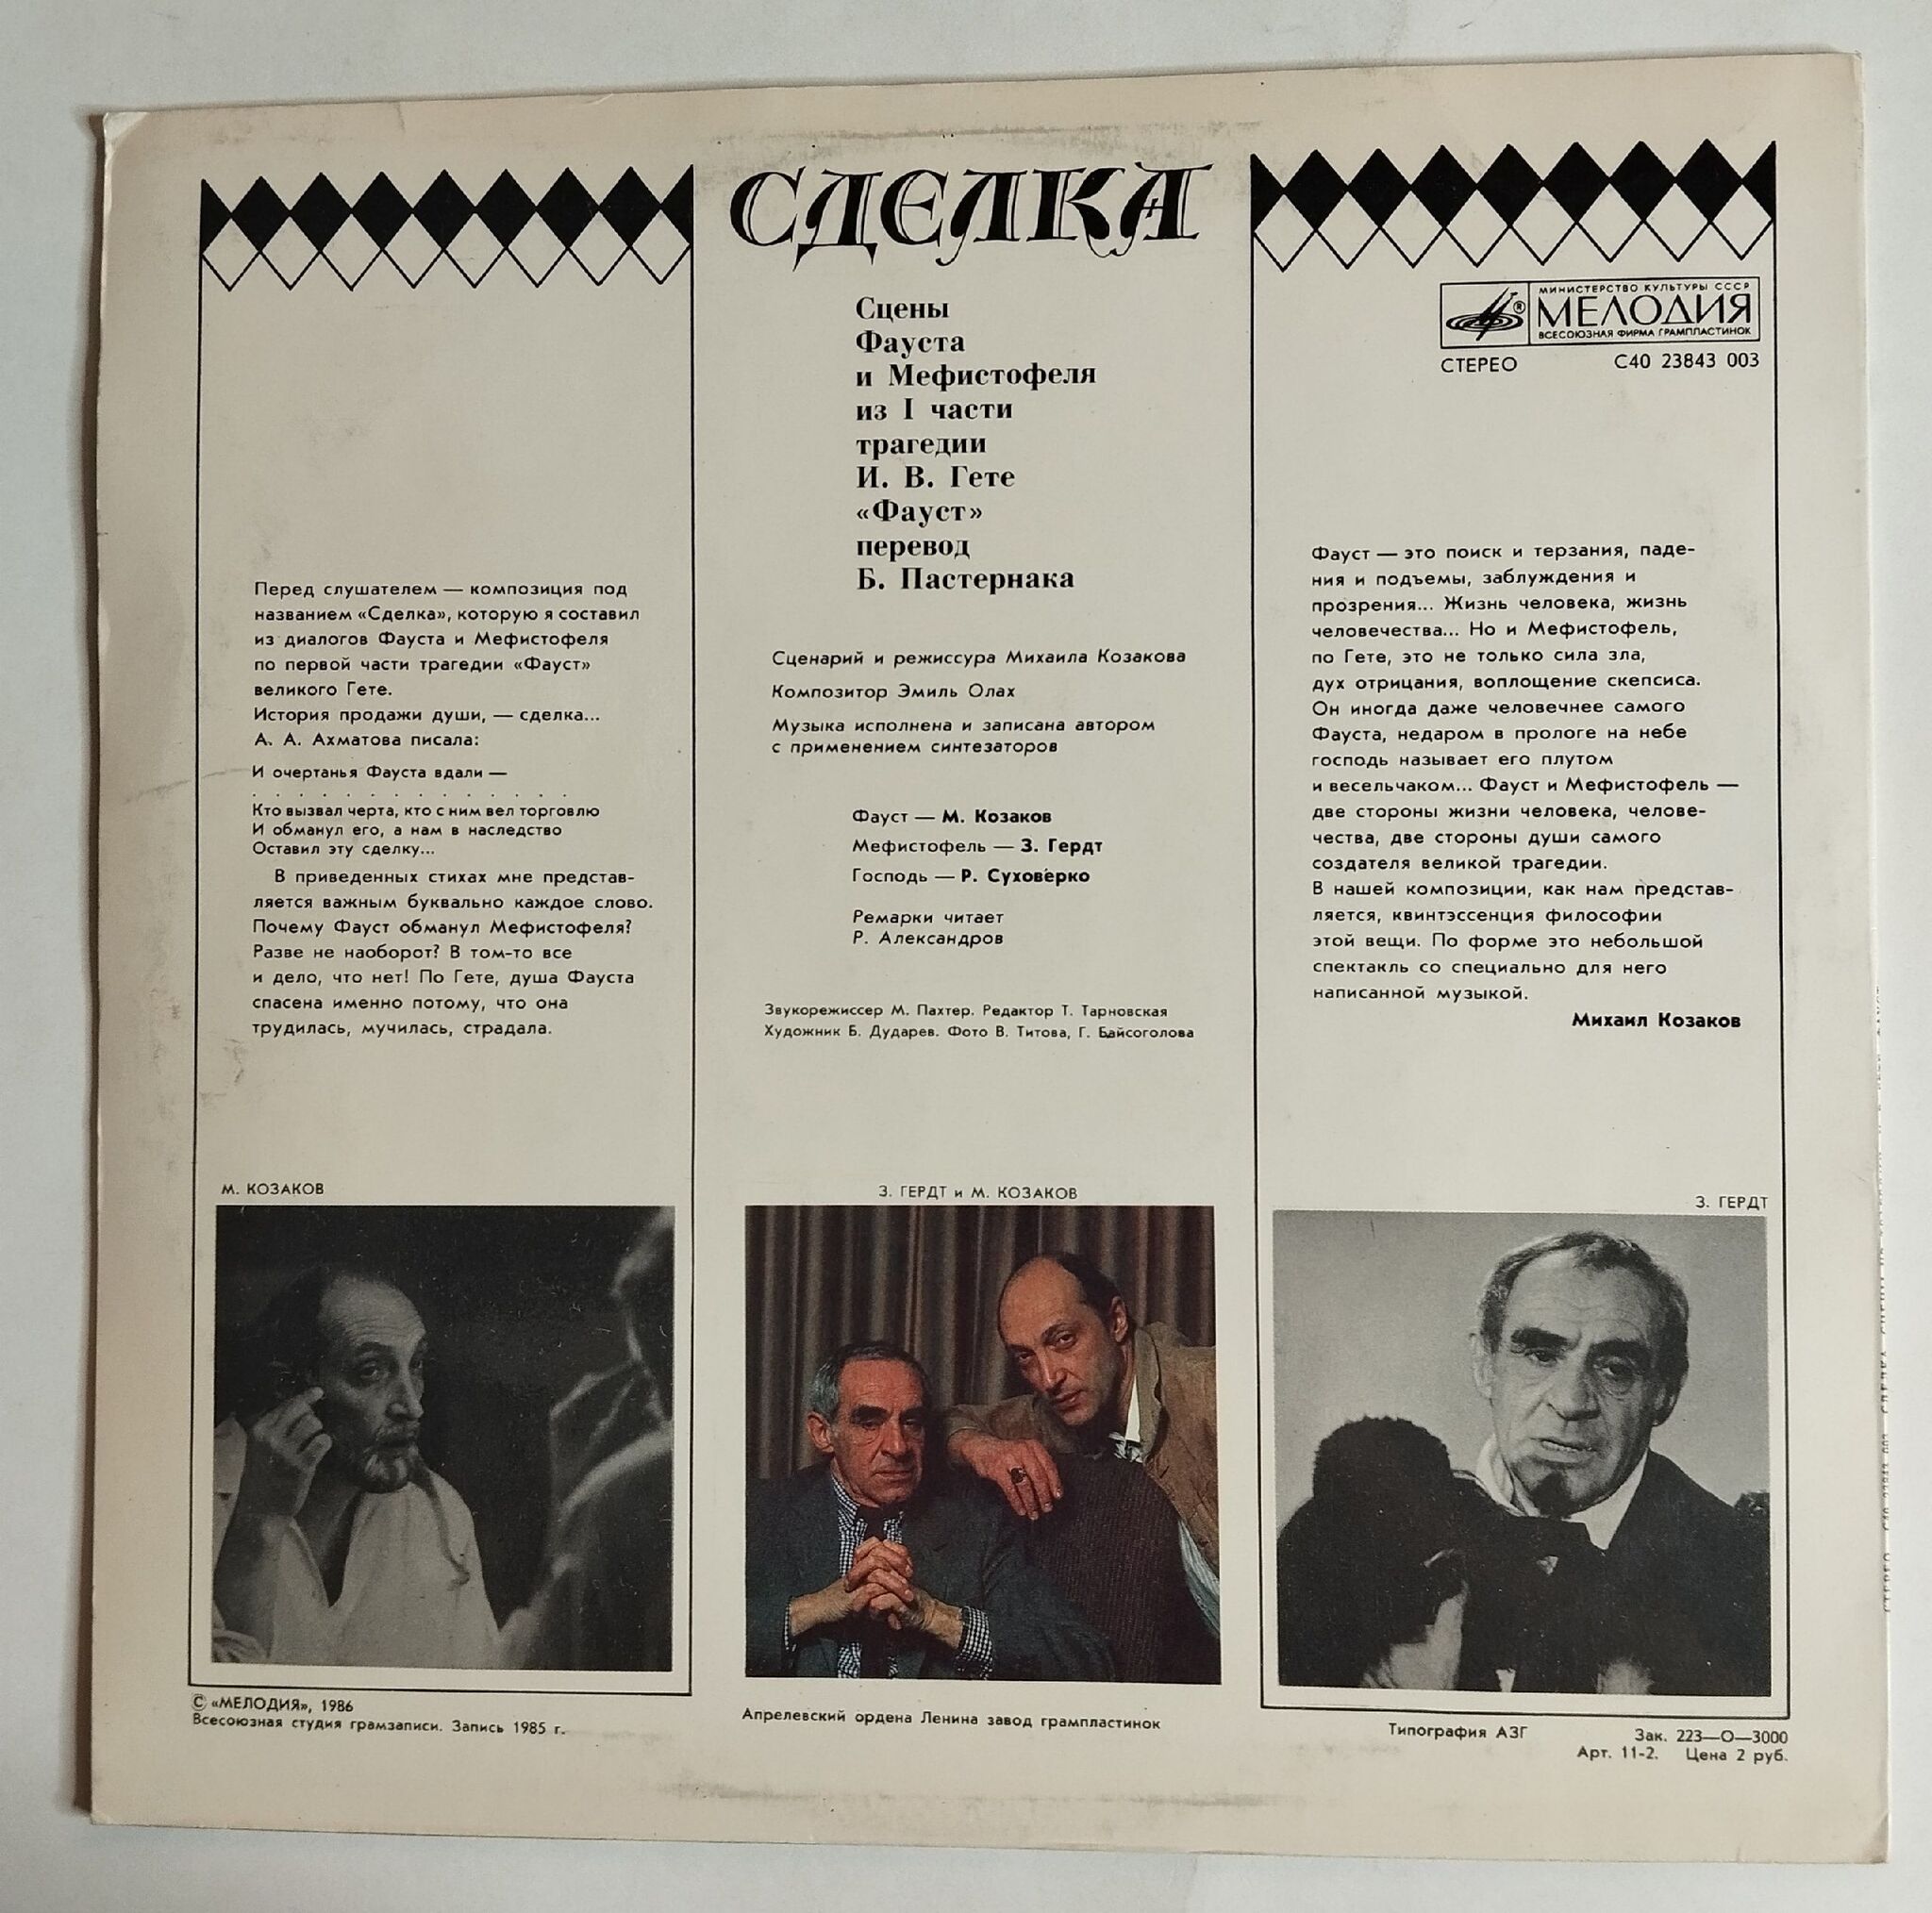 СДЕЛКА
Сцены
Фауста
и Мефистофеля
из I части
трагедии
И. В. Гете
«Фауст»
перевод
Б. Пастернака
МИНИСТЕРСТВО КУЛЬТУРЫ СССР
МЕЛОДИЯ
ВСЕСОЮЗНАЯ ФИРМА ГРАМПЛАСТИНОК
СТЕРЕО С40 23843 003
Перед слушателем — композиция под
названием «Сделка», которую я составил
из диалогов Фауста и Мефистофеля
по первой части трагедии «Фауст»
великого Гете.
История продажи души, — сделка...
А. А. Ахматова писала:
И очертанья Фауста вдали —
. . . . . . . . . . . . . . .
Кто вызвал черта, кто с ним вел торговлю
И обманул его, а нам в наследство
Оставил эту сделку...
В приведенных стихах мне представ-
ляется важным буквально каждое слово.
Почему Фауст обманул Мефистофеля?
Разве не наоборот? В том-то все
и дело, что нет! По Гете, душа Фауста
спасена именно потому, что она
трудилась, мучилась, страдала.
Сценарий и режиссура Михаила Козакова
Композитор Эмиль Олах
Музыка исполнена и записана автором
с применением синтезаторов
Фауст — М. Козаков
Мефистофель — З. Гердт
Господь — Р. Суховерко
Ремарки читает
Р. Александров
Звукорежиссер М. Пахтер. Редактор Т. Тарновская
Художник Б. Дударев. Фото В. Титова, Г. Байсоголова
Фауст — это поиск и терзания, паде-
ния и подъемы, заблуждения и
прозрения... Жизнь человека, жизнь
человечества... Но и Мефистофель,
по Гете, это не только сила зла,
дух отрицания, воплощение скепсиса.
Он иногда даже человечнее самого
Фауста, недаром в прологе на небе
господь называет его плутом
и весельчаком... Фауст и Мефистофель —
две стороны жизни человека, челове-
чества, две стороны души самого
создателя великой трагедии.
В нашей композиции, как нам представ-
ляется, квинтэссенция философии
этой вещи. По форме это небольшой
спектакль со специально для него
написанной музыкой.
Михаил Козаков
М. КОЗАКОВ
З. ГЕРДТ и М. КОЗАКОВ
З. ГЕРДТ
© «МЕЛОДИЯ», 1986
Всесоюзная студия грамзаписи. Запись 1985 г.
Апрелевский ордена Ленина завод грампластинок
Типография АЗГ Зак. 223—О—3000
Арт. 11-2. Цена 2 руб.